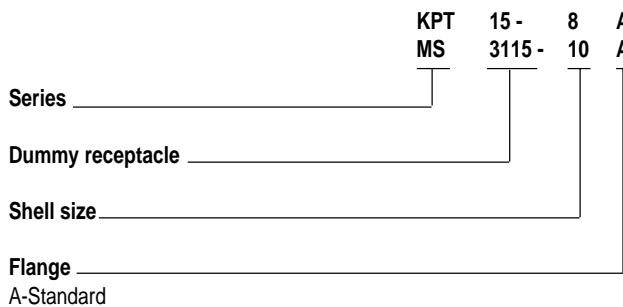 KPT 15 - 8 A
MS 3115 - 10 A
Series
Dummy receptacle
Shell size
Flange
A-Standard